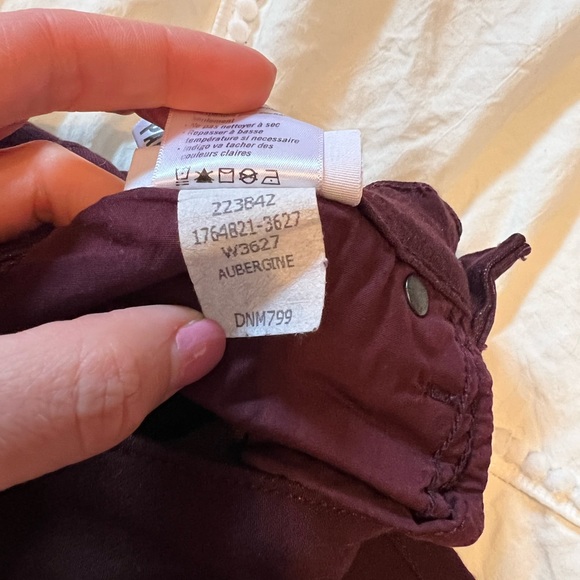 pas nettoyer à sec
• Repasser à basse
température si nécessaire
• Indigo va tacher des
couleurs claires
223842
1764821-3627
W3627
AUBERGINE
DNM799